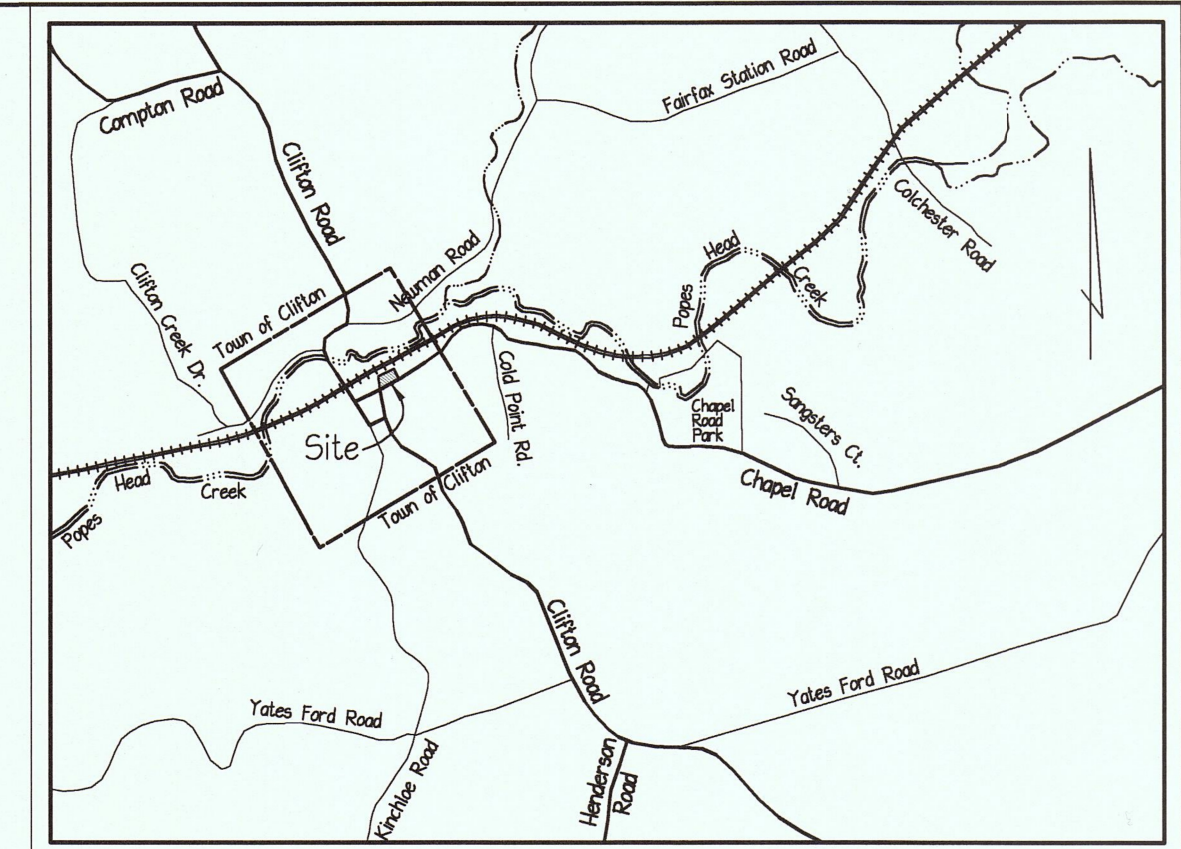 Compton Road
Clifton Road
Fairfax Station Road
Colchester Road
Newman Road
Popes
Head
Creek
Clifton Creek Dr.
Town of Clifton
Cold Point Rd.
Chapel
Road
Park
Sangsters Ct.
Chapel Road
Site
Town of Clifton
Popes
Head
Creek
Clifton Road
Yates Ford Road
Yates Ford Road
Kinchloe Road
Henderson
Road